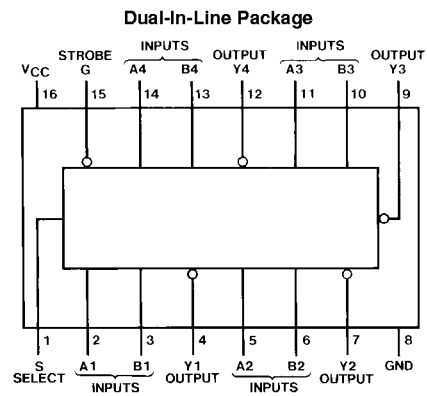 Dual-In-Line Package
STROBE INPUTS OUTPUT INPUTS OUTPUT
VCC G A4 B4 Y4 A3 B3 Y3
16 15 14 13 12 11 10 9
1 2 3 4 5 6 7 8
S A1 B1 Y1 A2 B2 Y2 GND
SELECT INPUTS OUTPUT INPUTS OUTPUT